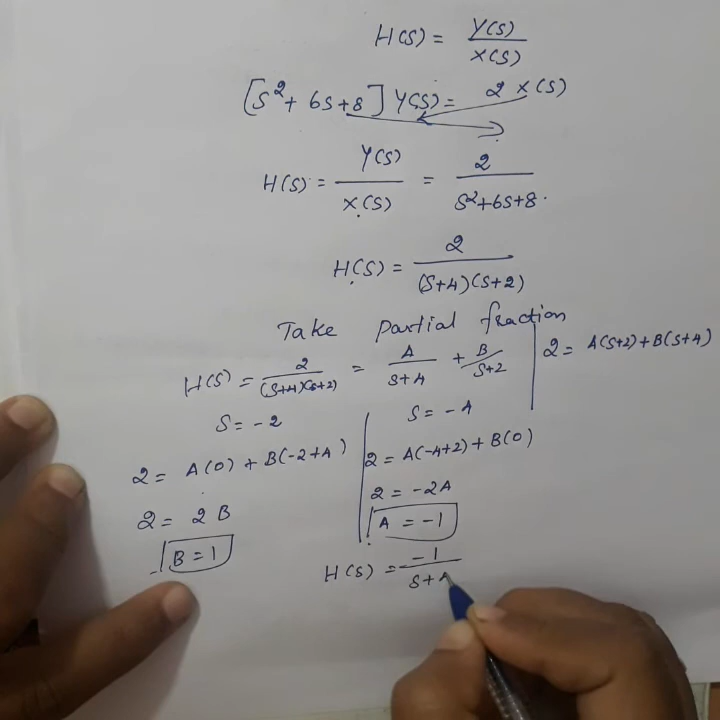 H(S) = Y(S) / X(S)
[S² + 6S + 8] Y(S) = 2 X(S)
H(S) = Y(S) / X(S) = 2 / S²+6S+8
H(S) = 2 / (S+4)(S+2)
Take Partial fraction
H(S) = 2 / (S+4)(S+2) = A / S+4 + B / S+2
2 = A(S+2) + B(S+4)
S = -2
2 = A(0) + B(-2+4)
2 = 2B
B = 1
S = -4
2 = A(-4+2) + B(0)
2 = -2A
A = -1
H(S) = -1 / S+4